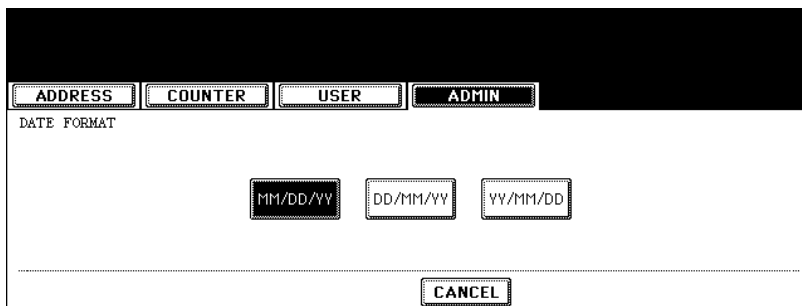 ADDRESS COUNTER USER ADMIN
DATE FORMAT
MM/DD/YY DD/MM/YY YY/MM/DD
CANCEL